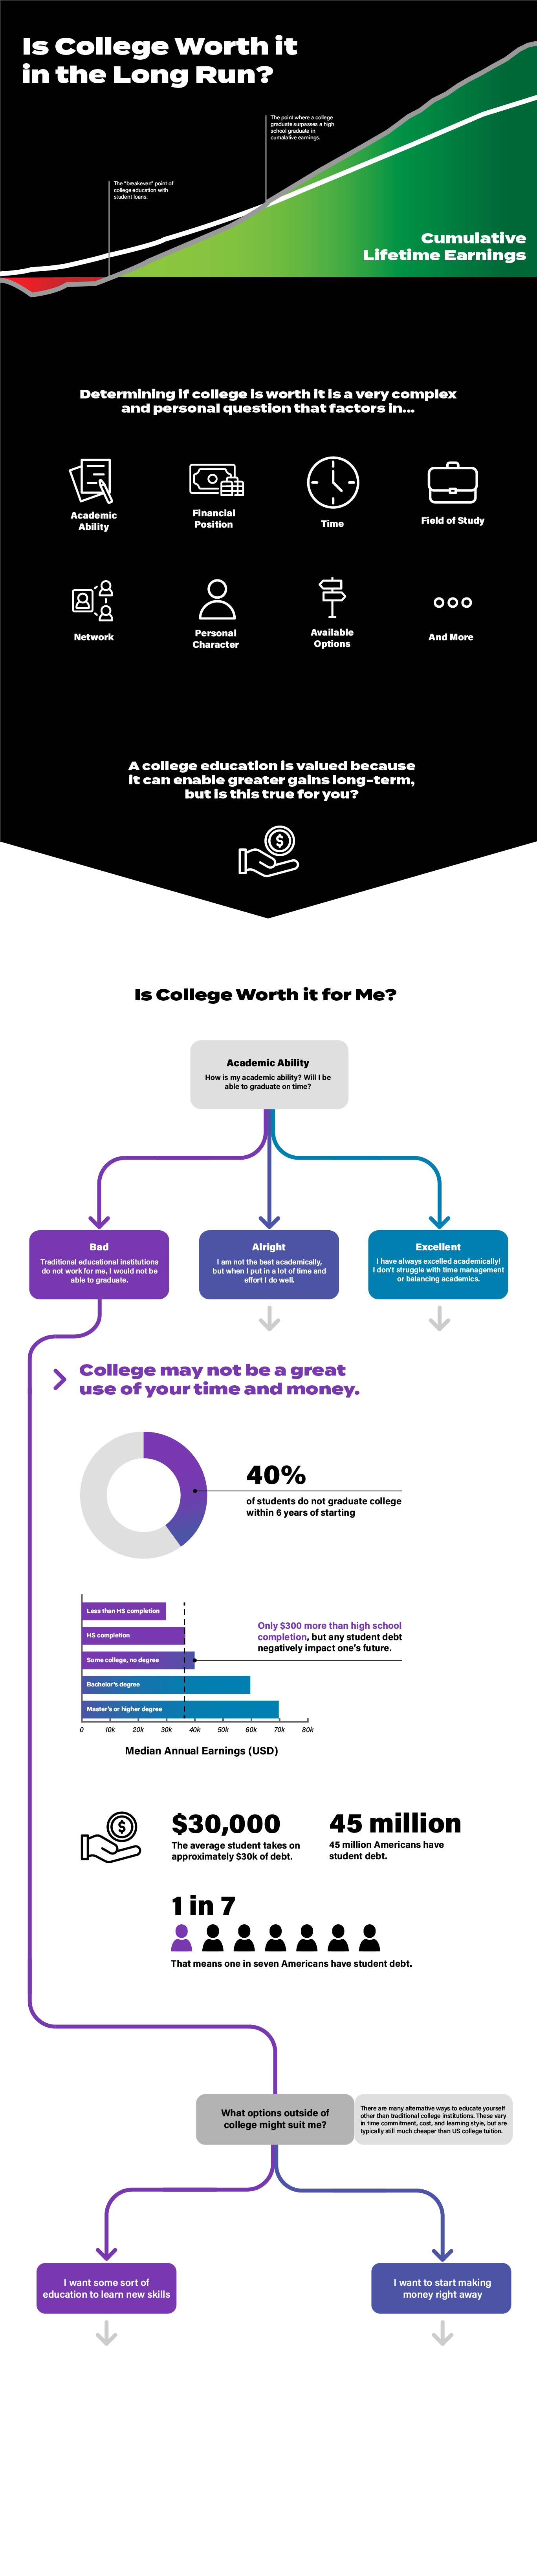 Is College Worth it
in the Long Run?
The point where a college
graduate surpasses a high
school graduate in
cumalative earnings.
The "breakeven" point of
college education with
student loans.
Cumulative
Lifetime Earnings
Determining if college is worth it is a very complex
and personal question that factors in...
Academic
Ability
Financial
Position
Time
Field of Study
Network
Personal
Character
Available
Options
And More
A college education is valued because
it can enable greater gains long-term,
but is this true for you?
Is College Worth it for Me?
Academic Ability
How is my academic ability? Will I be
able to graduate on time?
Bad
Traditional educational institutions
do not work for me, I would not be
able to graduate.
Alright
I am not the best academically,
but when I put in a lot of time and
effort I do well.
Excellent
I have always excelled academically!
I don't struggle with time management
or balancing academics.
College may not be a great
use of your time and money.
40%
of students do not graduate college
within 6 years of starting
Less than HS completion
HS completion
Some college, no degree
Bachelor's degree
Master's or higher degree
Only $300 more than high school
completion, but any student debt
negatively impact one's future.
0 10k 20k 30k 40k 50k 60k 70k 80k
Median Annual Earnings (USD)
$30,000
The average student takes on
approximately $30k of debt.
45 million
45 million Americans have
student debt.
1 in 7
That means one in seven Americans have student debt.
What options outside of
college might suit me?
There are many alternative ways to educate yourself
other than traditional college institutions. These vary
in time commitment, cost, and learning style, but are
typically still much cheaper than US college tuition.
I want some sort of
education to learn new skills
I want to start making
money right away